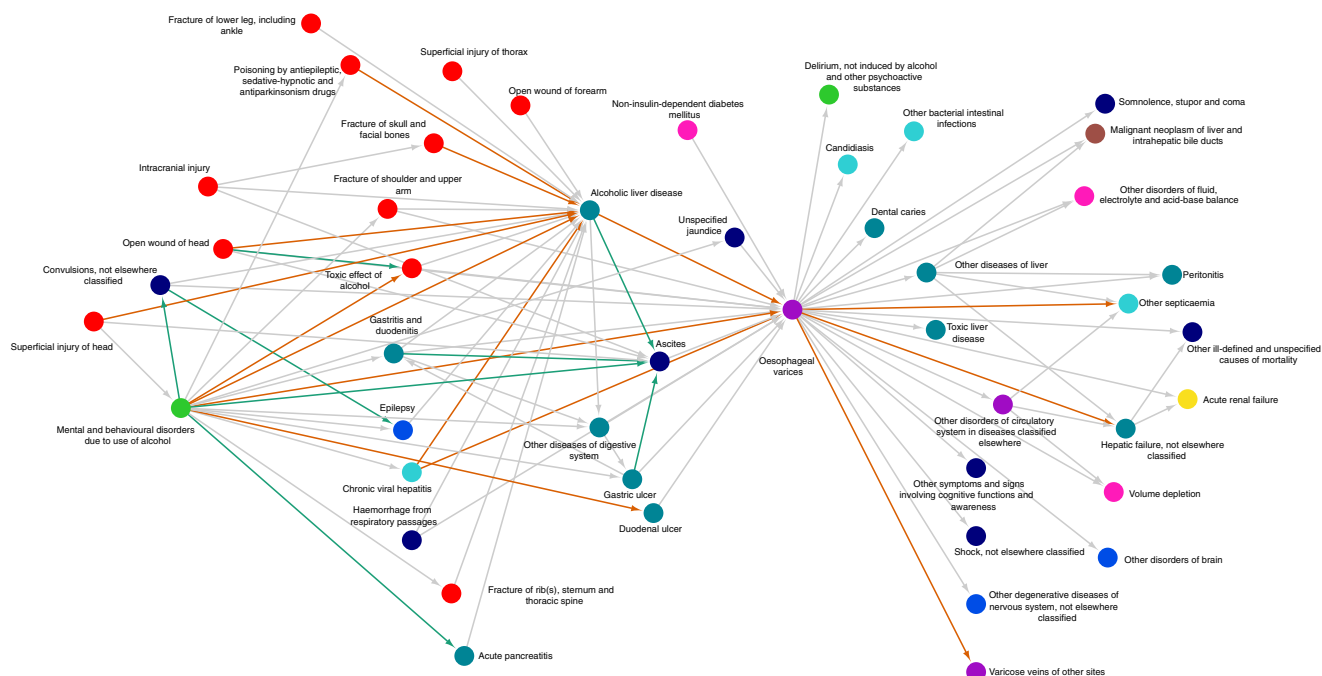 Fracture of lower leg, including
ankle
Superficial injury of thorax
Poisoning by antiepileptic,
sedative-hypnotic and
antiparkinsonism drugs
Open wound of forearm
Non-insulin-dependent diabetes
mellitus
Delirium, not induced by alcohol
and other psychoactive
substances
Other bacterial intestinal
infections
Somnolence, stupor and coma
Malignant neoplasm of liver and
intrahepatic bile ducts
Fracture of skull and
facial bones
Candidiasis
Intracranial injury
Fracture of shoulder and upper
arm
Alcoholic liver disease
Unspecified
jaundice
Dental caries
Other disorders of fluid,
electrolyte and acid-base balance
Open wound of head
Convulsions, not elsewhere
classified
Toxic effect of
alcohol
Other diseases of liver
Peritonitis
Other septicaemia
Superficial injury of head
Gastritis and
duodenitis
Ascites
Oesophageal
varices
Toxic liver
disease
Other ill-defined and unspecified
causes of mortality
Mental and behavioural disorders
due to use of alcohol
Epilepsy
Other diseases of digestive
system
Other disorders of circulatory
system in diseases classified
elsewhere
Acute renal failure
Hepatic failure, not elsewhere
classified
Chronic viral hepatitis
Gastric ulcer
Other symptoms and signs
involving cognitive functions and
awareness
Volume depletion
Haemorrhage from
respiratory passages
Duodenal ulcer
Shock, not elsewhere classified
Other disorders of brain
Fracture of rib(s), sternum and
thoracic spine
Other degenerative diseases of
nervous system, not elsewhere
classified
Acute pancreatitis
Varicose veins of other sites